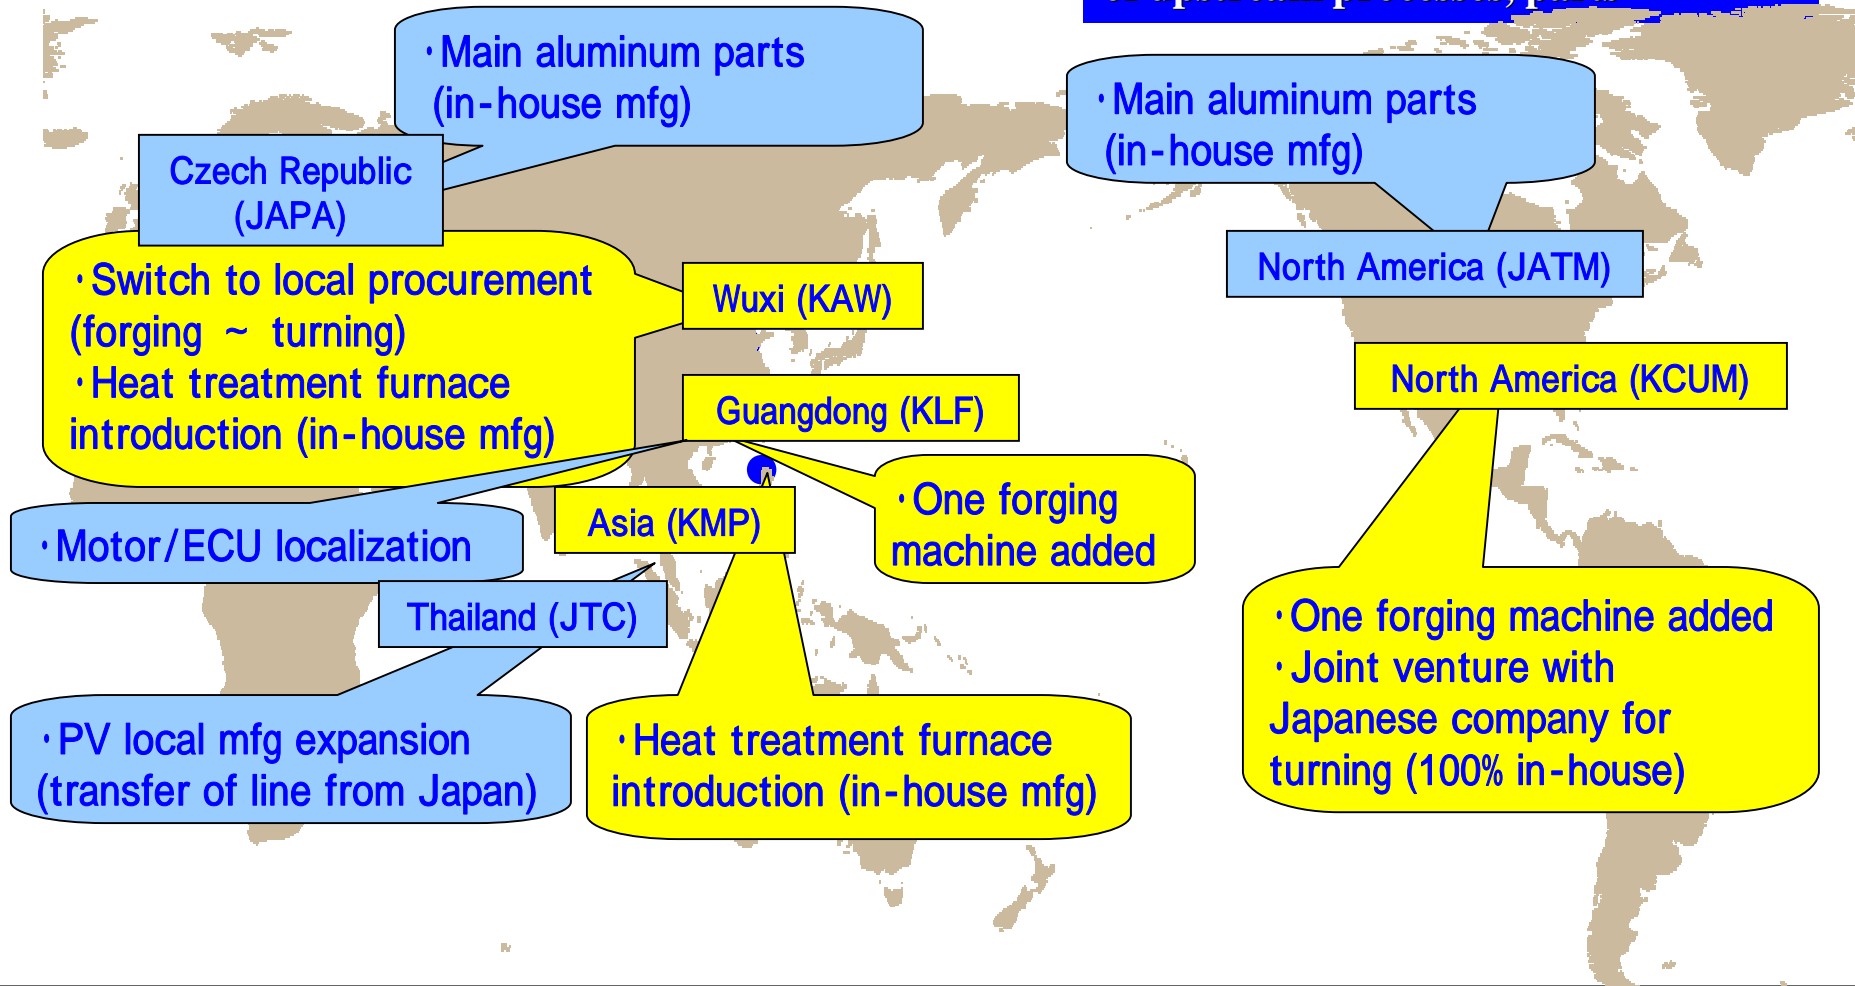 of upstream processes, parts
・Main aluminum parts
(in-house mfg)
・Main aluminum parts
(in-house mfg)
Czech Republic
(JAPA)
North America (JATM)
・Switch to local procurement
(forging ~ turning)
・Heat treatment furnace
introduction (in-house mfg)
Wuxi (KAW)
North America (KCUM)
Guangdong (KLF)
・One forging
machine added
Asia (KMP)
・Motor/ECU localization
Thailand (JTC)
・One forging machine added
・Joint venture with
Japanese company for
turning (100% in-house)
・PV local mfg expansion
(transfer of line from Japan)
・Heat treatment furnace
introduction (in-house mfg)